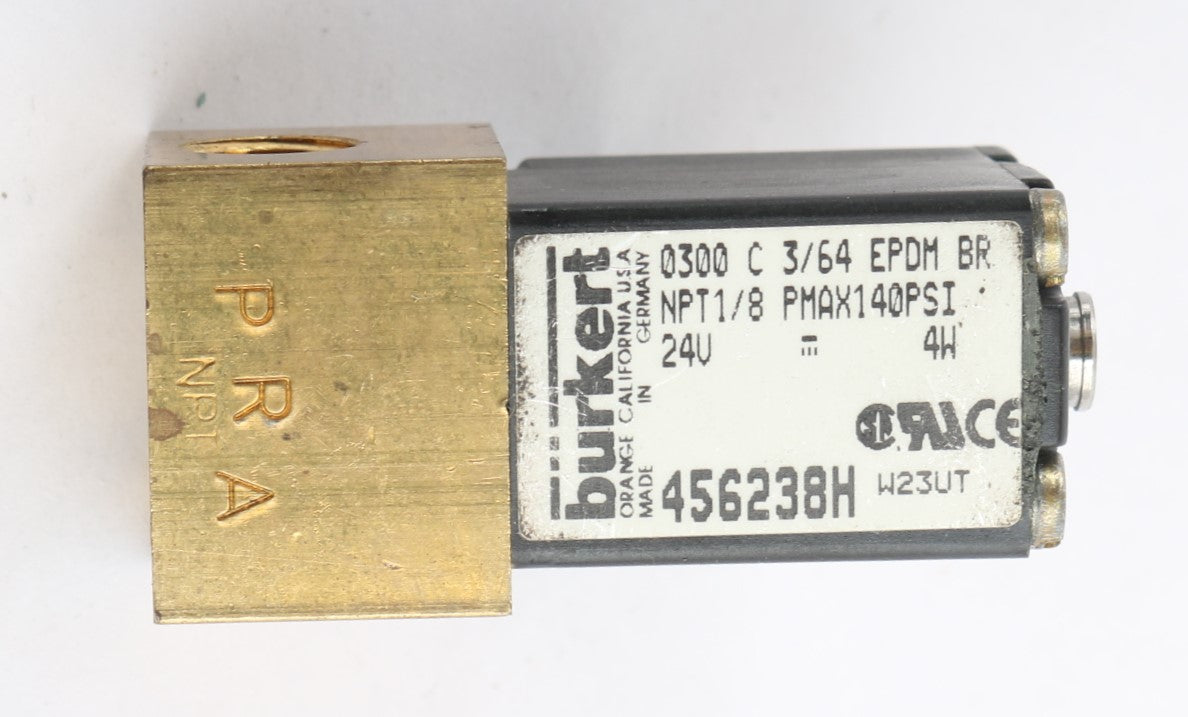 P
R
A
NPT
burkert
ORANGE CALIFORNIA U.S.A
MADE IN GERMANY
0300 C 3/64 EPDM BR
NPT1/8 PMAX140PSI
24V ⎓ 4W
CE
456238H W23UT